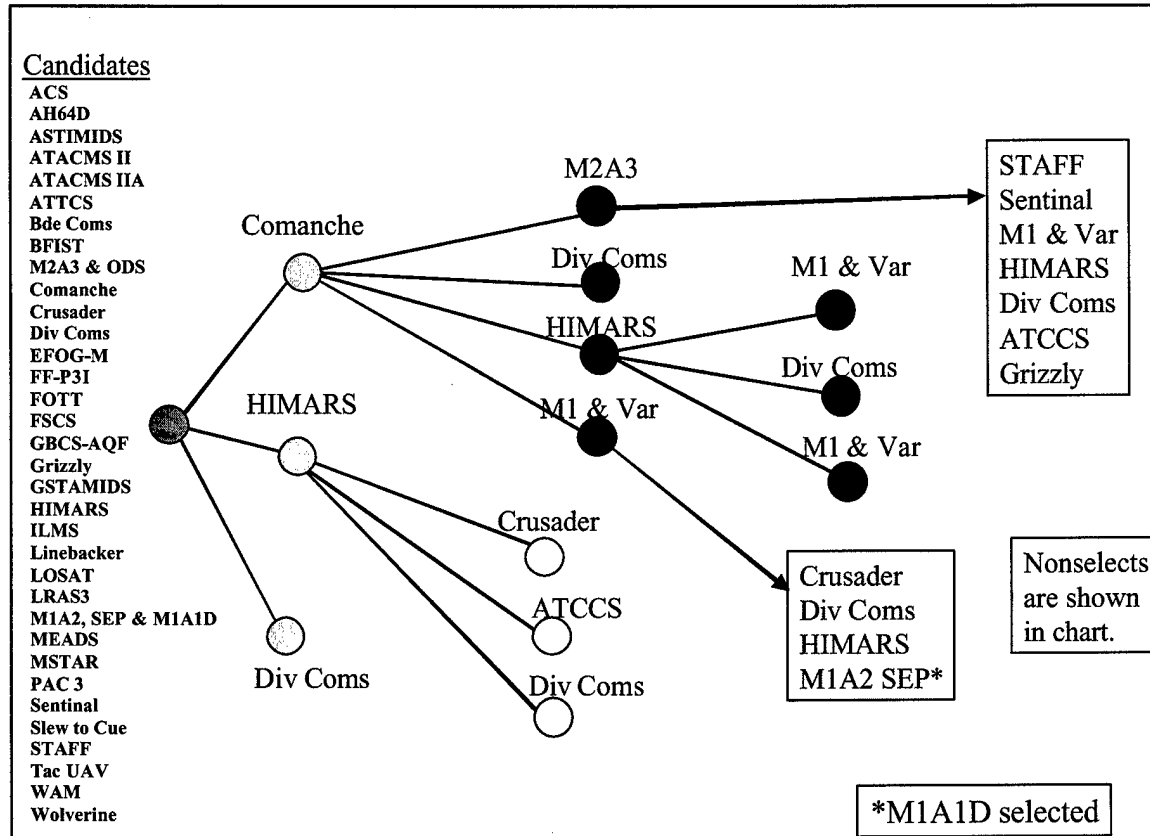 Candidates
ACS
AH64D
ASTIMIDS
ATACMS II
ATACMS IIA
ATTCS
Bde Coms
BFIST
M2A3 & ODS
Comanche
Crusader
Div Coms
EFOG-M
FF-P3I
FOTT
FSCS
GBCS-AQF
Grizzly
GSTAMIDS
HIMARS
ILMS
Linebacker
LOSAT
LRAS3
M1A2, SEP & M1A1D
MEADS
MSTAR
PAC 3
Sentinal
Slew to Cue
STAFF
Tac UAV
WAM
Wolverine
Comanche
HIMARS
Div Coms
M2A3
Div Coms
HIMARS
M1 & Var
Crusader
ATCCS
Div Coms
M1 & Var
Div Coms
M1 & Var
STAFF
Sentinal
M1 & Var
HIMARS
Div Coms
ATCCS
Grizzly
Crusader
Div Coms
HIMARS
M1A2 SEP*
Nonselects
are shown
in chart.
*M1A1D selected